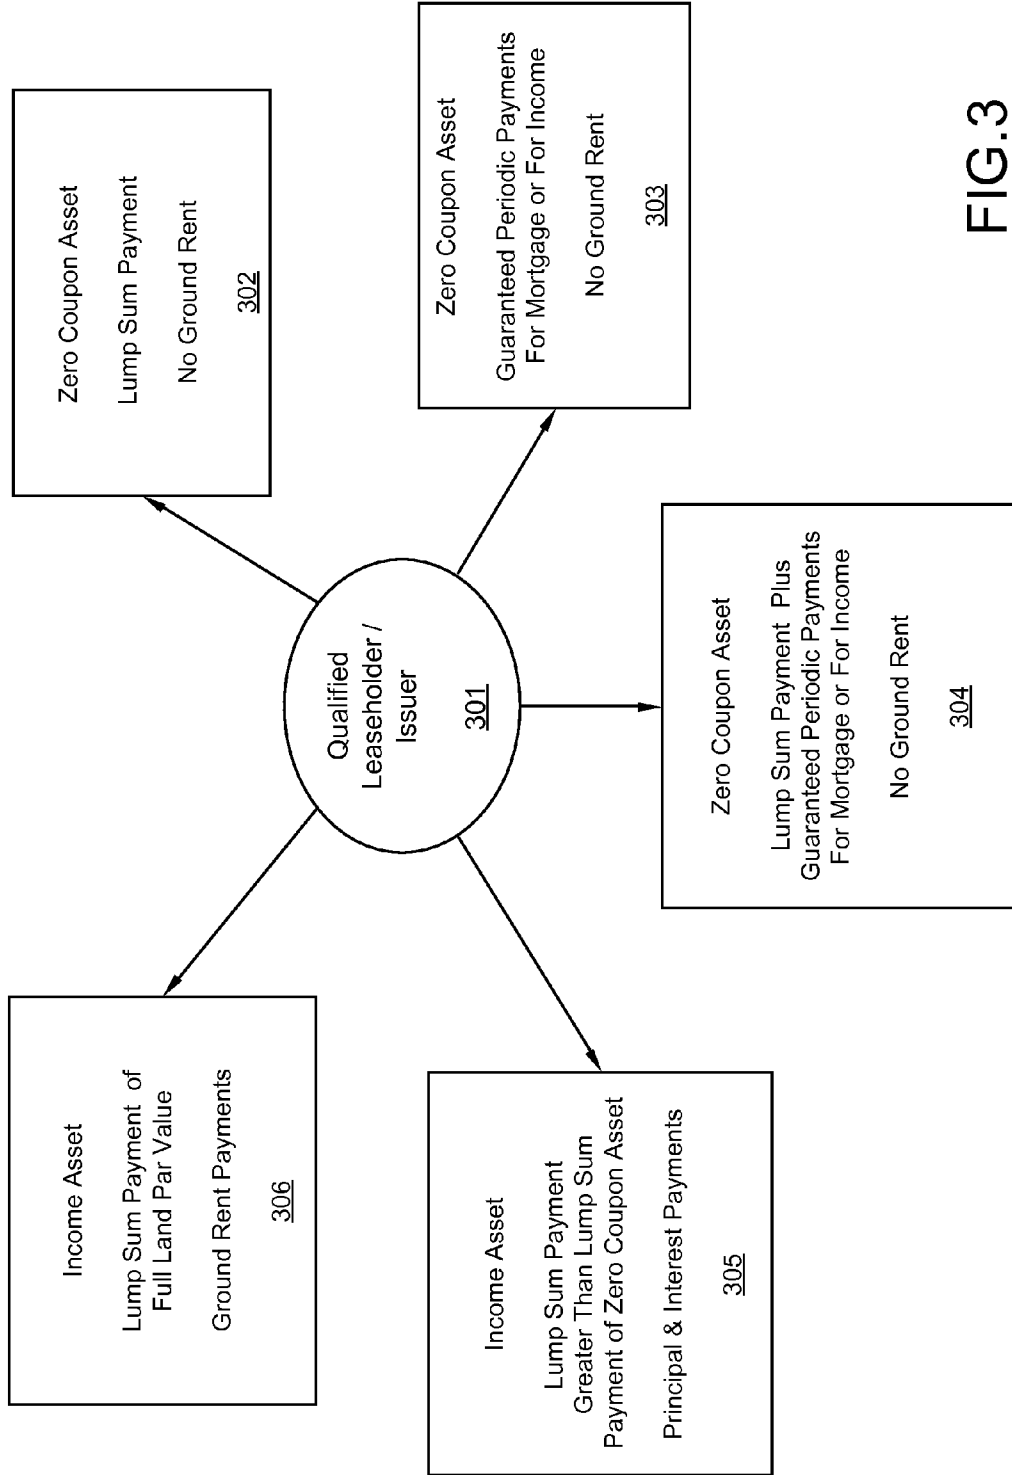 Qualified
Leaseholder /
Issuer
301
Zero Coupon Asset
Lump Sum Payment
No Ground Rent
302
Zero Coupon Asset
Guaranteed Periodic Payments
For Mortgage or For Income
No Ground Rent
303
Zero Coupon Asset
Lump Sum Payment Plus
Guaranteed Periodic Payments
For Mortgage or For Income
No Ground Rent
304
Income Asset
Lump Sum Payment
Greater Than Lump Sum
Payment of Zero Coupon Asset
Principal & Interest Payments
305
Income Asset
Lump Sum Payment of
Full Land Par Value
Ground Rent Payments
306
FIG.3